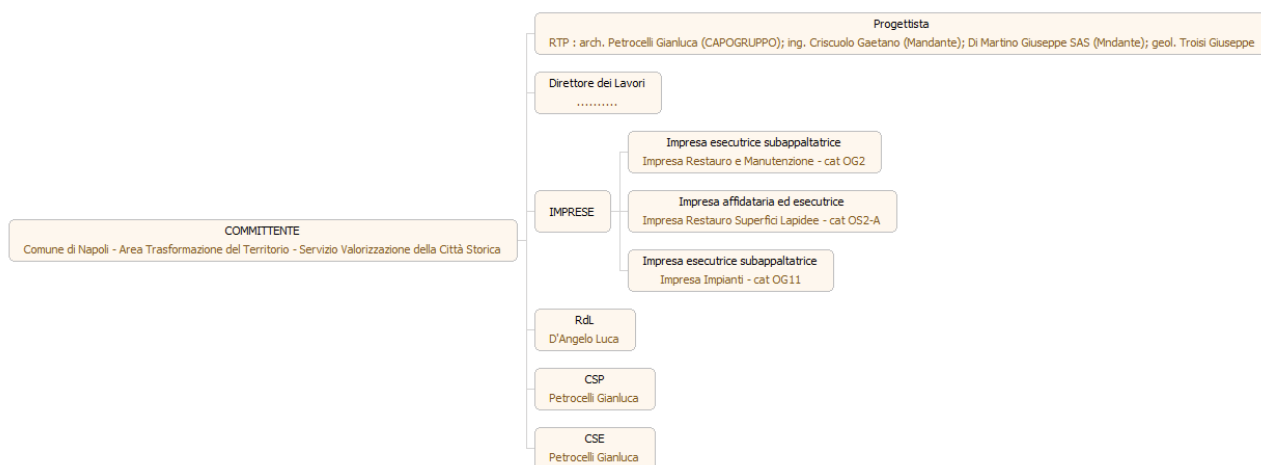 Progettista
RTP : arch. Petrocelli Gianluca (CAPOGRUPPO); ing. Criscuolo Gaetano (Mandante); Di Martino Giuseppe SAS (Mndante); geol. Troisi Giuseppe
Direttore dei Lavori
..........
Impresa esecutrice subappaltatrice
Impresa Restauro e Manutenzione - cat OG2
IMPRESE
Impresa affidataria ed esecutrice
Impresa Restauro Superfici Lapidee - cat OS2-A
COMMITTENTE
Comune di Napoli - Area Trasformazione del Territorio - Servizio Valorizzazione della Città Storica
Impresa esecutrice subappaltatrice
Impresa Impianti - cat OG11
RdL
D'Angelo Luca
CSP
Petrocelli Gianluca
CSE
Petrocelli Gianluca